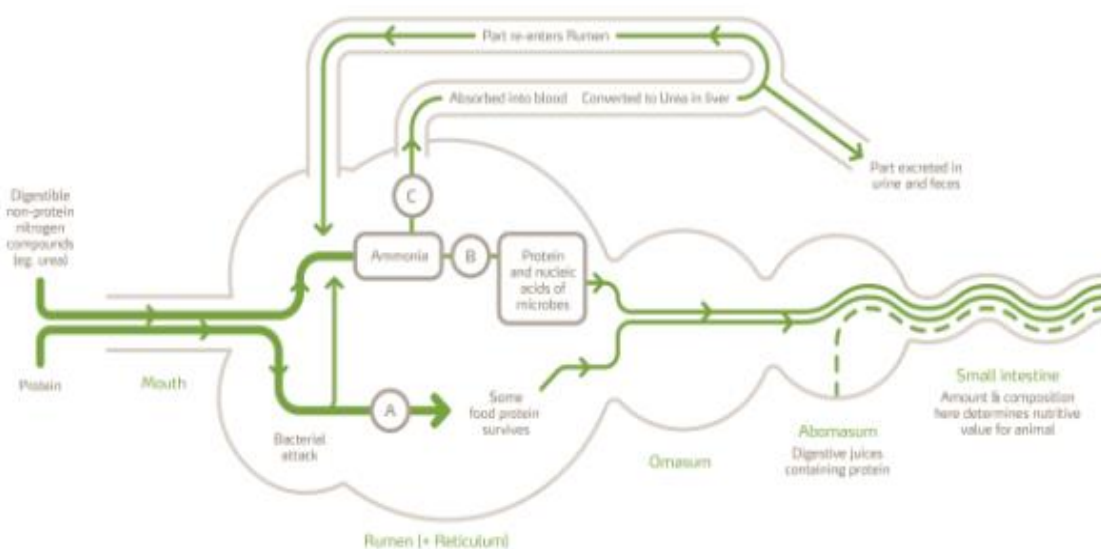 Part re-enters Rumen
Absorbed into blood
Converted to Urea in liver
Part excreted in
urine and feces
Digestible
non-protein
nitrogen
compounds
(eg. urea)
C
Ammonia
B
Protein
and nucleic
acids of
microbes
Protein
Mouth
A
Some
food protein
survives
Bacterial
attack
Small intestine
Amount & composition
here determines nutritive
value for animal
Abomasum
Digestive juices
containing protein
Omasum
Rumen (+ Reticulum)